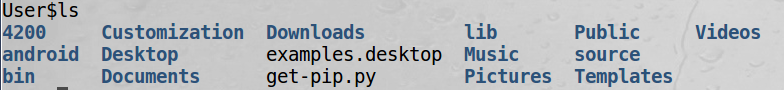 User$ls
4200 Customization Downloads lib Public Videos
android Desktop examples.desktop Music source
bin Documents get-pip.py Pictures Templates